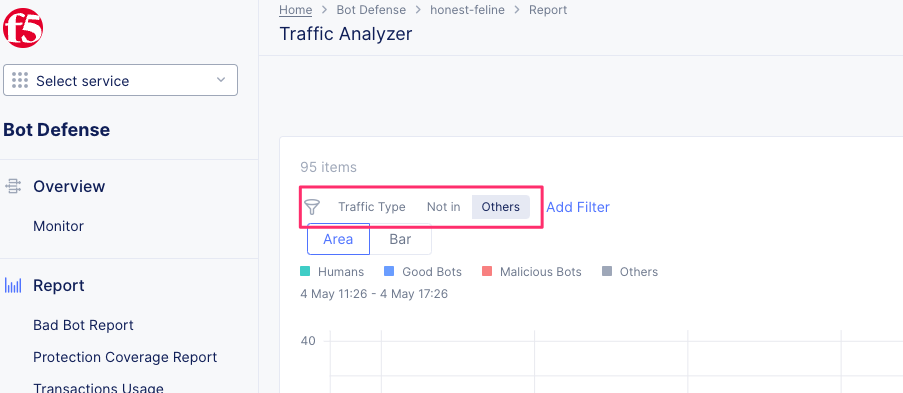 f5
Home > Bot Defense > honest-feline > Report
Traffic Analyzer
Select service
Bot Defense
Overview
Monitor
Report
Bad Bot Report
Protection Coverage Report
Transactions Usage
95 items
Traffic Type Not in Others Add Filter
Area Bar
Humans Good Bots Malicious Bots Others
4 May 11:26 - 4 May 17:26
40